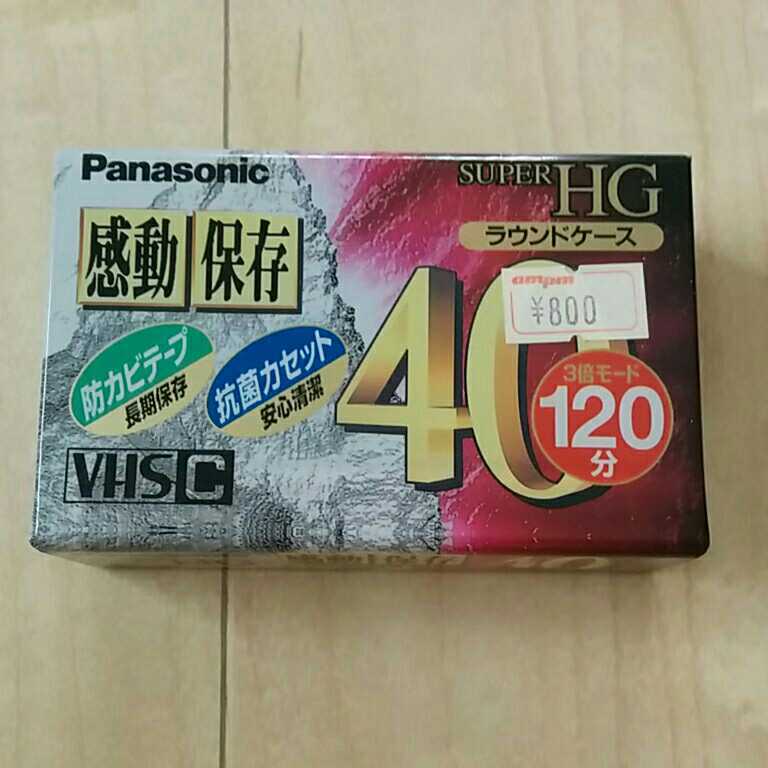 Panasonic
SUPER HG
ラウンドケース
感動 保存
ampm
¥800
40
防カビテープ
長期保存
抗菌カセット
安心清潔
3倍モード
120
分
VHS C